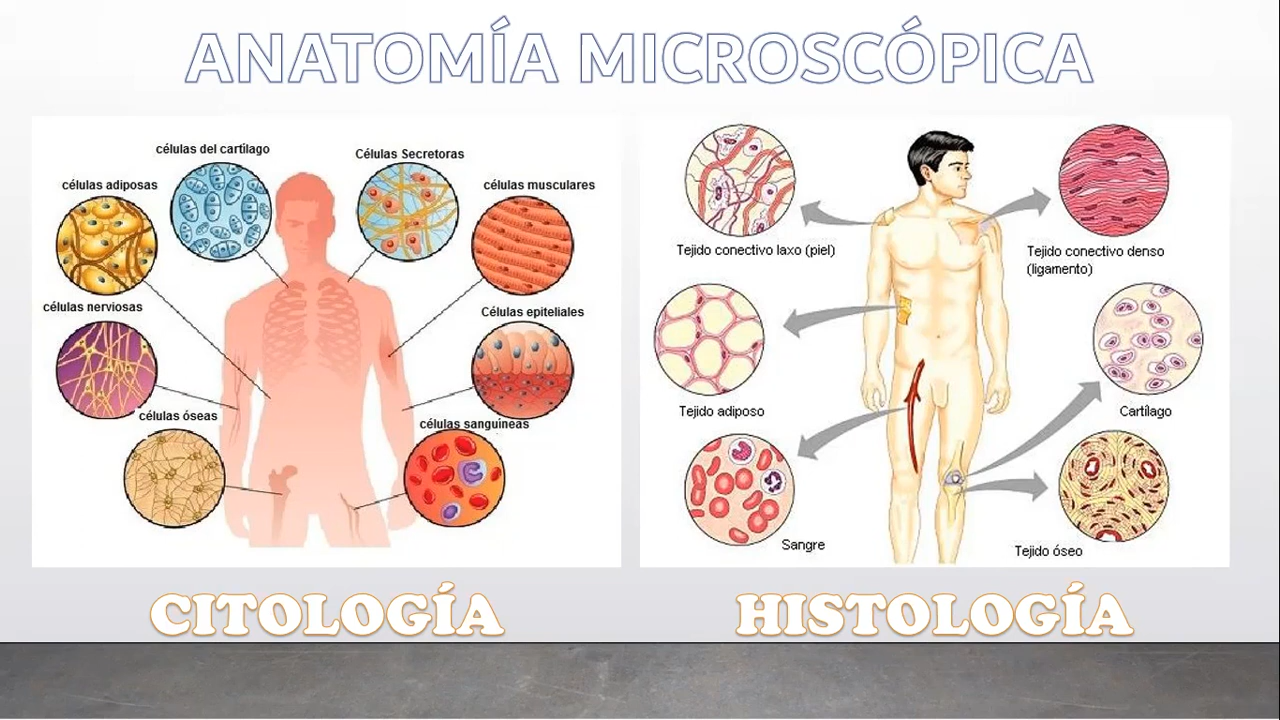 ANATOMÍA MICROSCÓPICA
células del cartílago
Células Secretoras
células adiposas
células musculares
células nerviosas
Células epiteliales
células óseas
células sanguíneas
Tejido conectivo laxo (piel)
Tejido conectivo denso
(ligamento)
Tejido adiposo
Cartílago
Sangre
Tejido óseo
CITOLOGÍA
HISTOLOGÍA